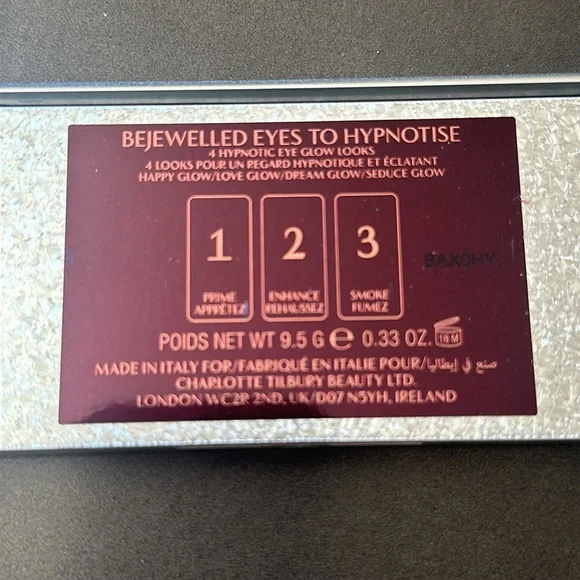 BEJEWELLED EYES TO HYPNOTISE
4 HYPNOTIC EYE GLOW LOOKS
4 LOOKS POUR UN REGARD HYPNOTIQUE ET ÉCLATANT
HAPPY GLOW/LOVE GLOW/DREAM GLOW/SEDUCE GLOW
1 2 3
PRIME ENHANCE SMOKE
APPRÊTEZ REHAUSSEZ FUMEZ
POIDS NET WT 9.5 G e 0.33 OZ. 18 M
MADE IN ITALY FOR/FABRIQUÉ EN ITALIE POUR/صنع في إيطاليا
CHARLOTTE TILBURY BEAUTY LTD.
LONDON WC2R 2ND, UK/D07 N5YH, IRELAND